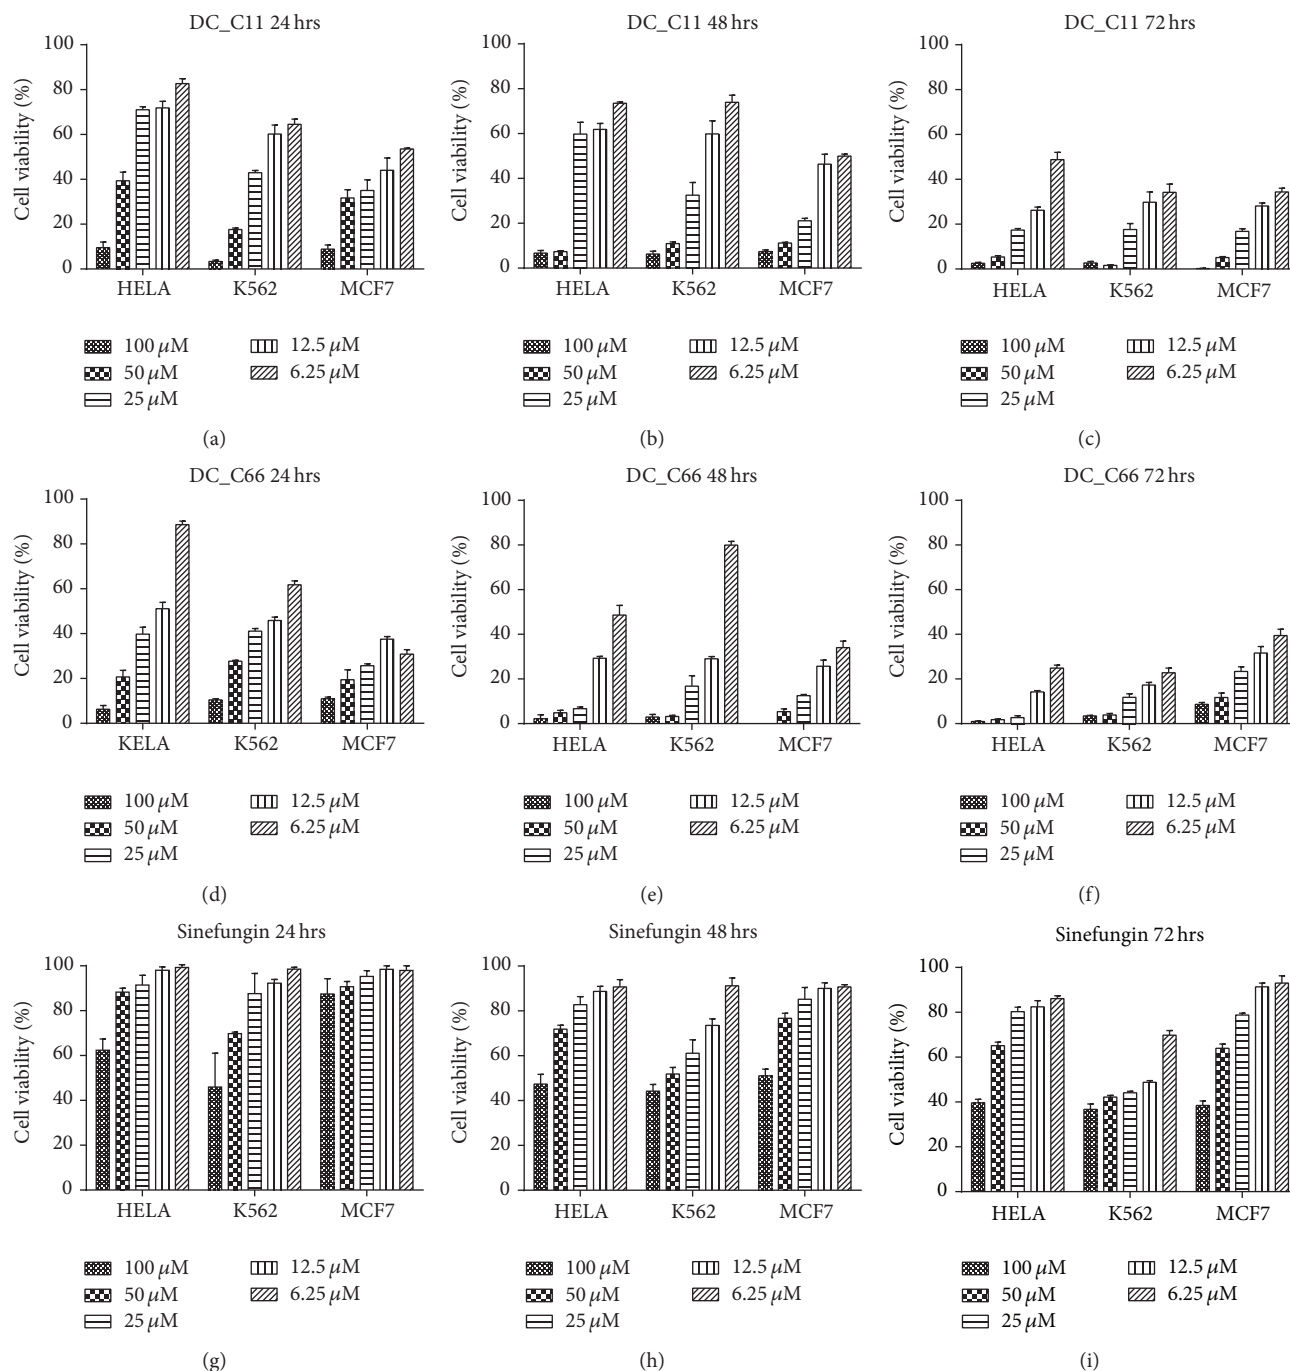 DC_C11 24 hrs
Cell viability (%)
100
80
60
40
20
0
HELA K562 MCF7
100 μM 12.5 μM
50 μM 6.25 μM
25 μM
(a)
DC_C11 48 hrs
Cell viability (%)
100
80
60
40
20
0
HELA K562 MCF7
100 μM 12.5 μM
50 μM 6.25 μM
25 μM
(b)
DC_C11 72 hrs
Cell viability (%)
100
80
60
40
20
0
HELA K562 MCF7
100 μM 12.5 μM
50 μM 6.25 μM
25 μM
(c)
DC_C66 24 hrs
Cell viability (%)
100
80
60
40
20
0
KELA K562 MCF7
100 μM 12.5 μM
50 μM 6.25 μM
25 μM
(d)
DC_C66 48 hrs
Cell viability (%)
100
80
60
40
20
0
HELA K562 MCF7
100 μM 12.5 μM
50 μM 6.25 μM
25 μM
(e)
DC_C66 72 hrs
Cell viability (%)
100
80
60
40
20
0
HELA K562 MCF7
100 μM 12.5 μM
50 μM 6.25 μM
25 μM
(f)
Sinefungin 24 hrs
Cell viability (%)
100
80
60
40
20
0
HELA K562 MCF7
100 μM 12.5 μM
50 μM 6.25 μM
25 μM
(g)
Sinefungin 48 hrs
Cell viability (%)
100
80
60
40
20
0
HELA K562 MCF7
100 μM 12.5 μM
50 μM 6.25 μM
25 μM
(h)
Sinefungin 72 hrs
Cell viability (%)
100
80
60
40
20
0
HELA K562 MCF7
100 μM 12.5 μM
50 μM 6.25 μM
25 μM
(i)